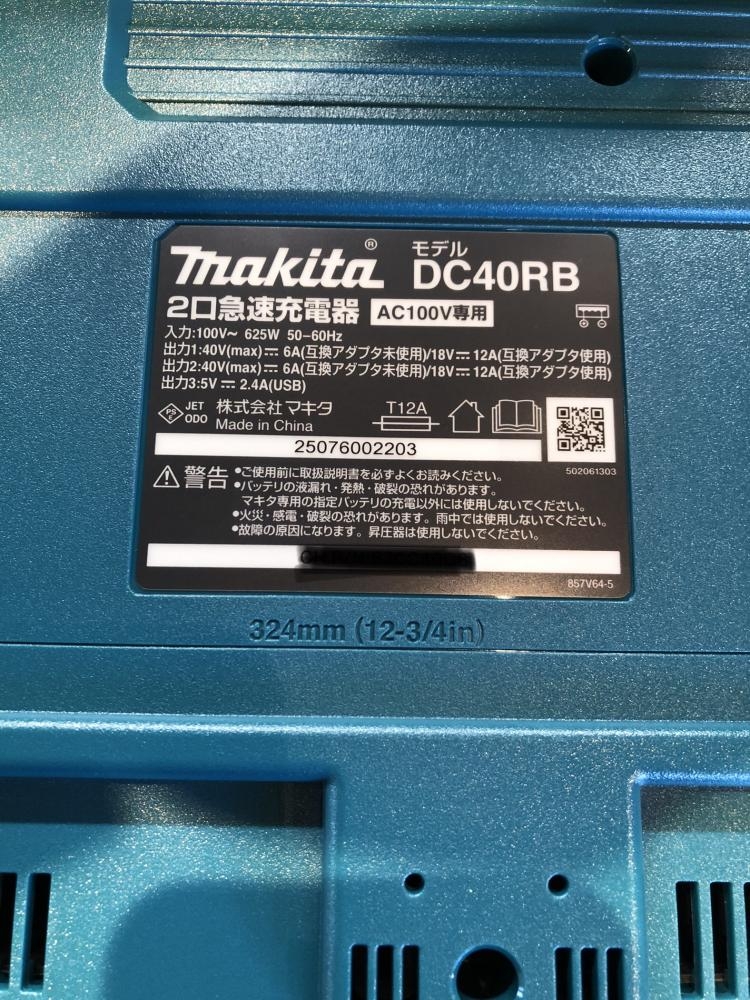 makita® モデル DC40RB
2口急速充電器 AC100V専用
入力:100V～ 625W 50-60Hz
出力1:40V(max)⎓6A(互換アダプタ未使用)/18V⎓12A(互換アダプタ使用)
出力2:40V(max)⎓6A(互換アダプタ未使用)/18V⎓12A(互換アダプタ使用)
出力3:5V⎓2.4A(USB)
PSE JET ODO 株式会社マキタ T12A
Made in China
25076002203
502061303
警告 •ご使用前に取扱説明書を必ずよくお読みください。
•バッテリの液漏れ・発熱・破裂の恐れがあります。
マキタ専用の指定バッテリの充電以外には使用しないでください。
•火災・感電・破裂の恐れがあります。雨中では使用しないでください。
•故障の原因になります。昇圧器は使用しないでください。
857V64-5
324mm (12-3/4in)